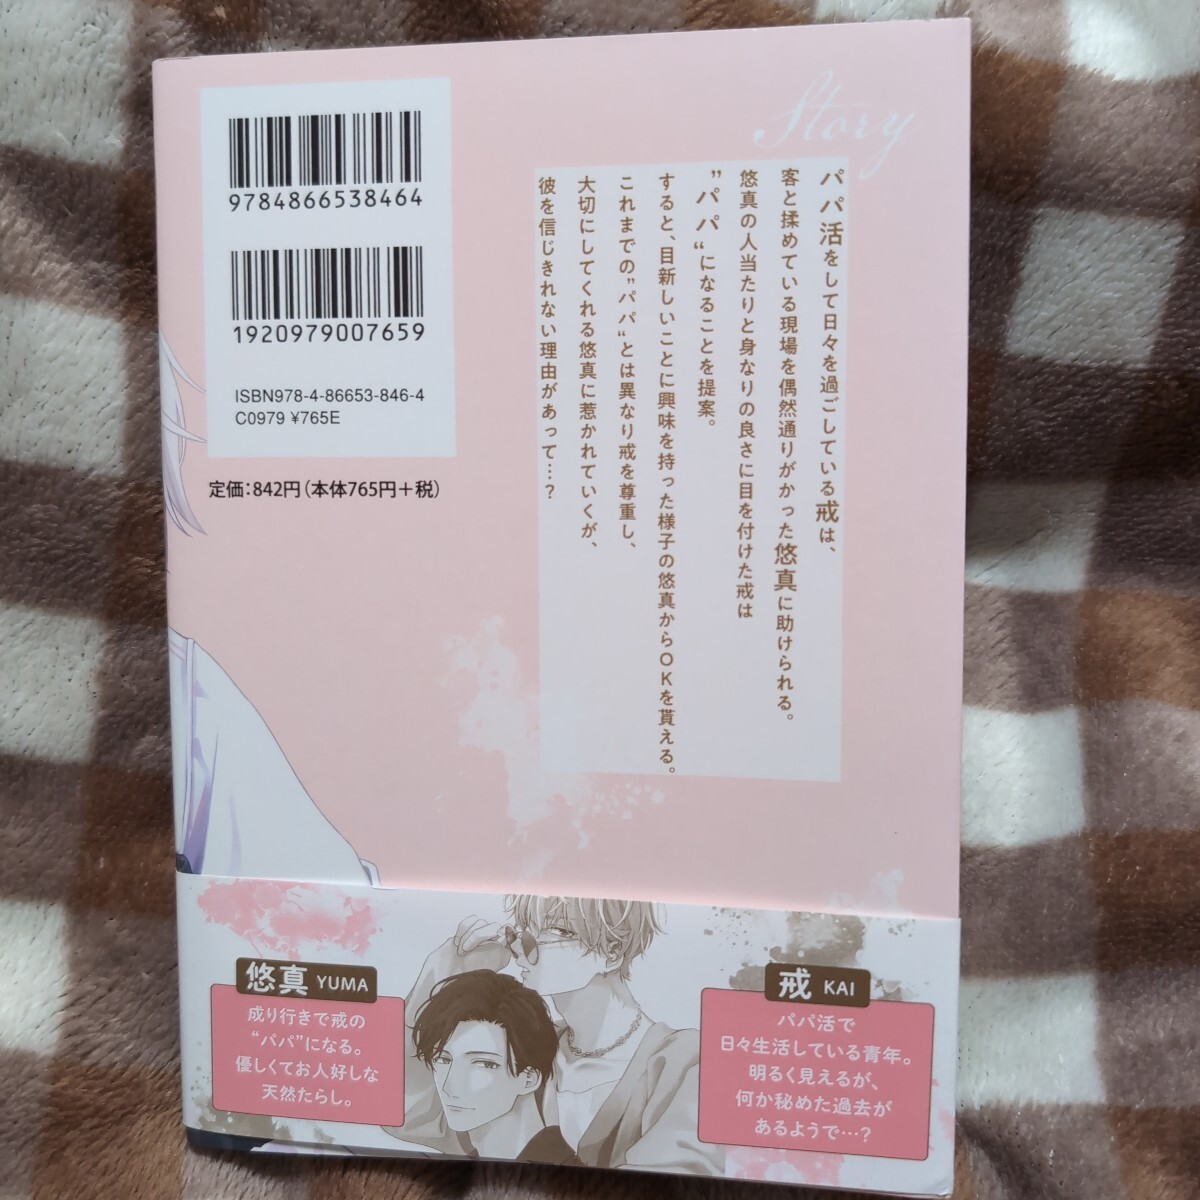 9784866538464
1920979007659
ISBN978-4-86653-846-4
C0979 ¥765E
定価:842円(本体765円+税)
Story
パパ活をして日々を過ごしている戒は、
客と揉めている現場を偶然通りがかった悠真に助けられる。
悠真の人当たりと身なりの良さに目を付けた戒は
"パパ"になることを提案。
すると、目新しいことに興味を持った様子の悠真からOKを貰える。
これまでの"パパ"とは異なり戒を尊重し、
大切にしてくれる悠真に惹かれていくが、
彼を信じきれない理由があって…?
悠真 YUMA
成り行きで戒の
"パパ"になる。
優しくてお人好しな
天然たらし。
戒 KAI
パパ活で
日々生活している青年。
明るく見えるが、
何か秘めた過去が
あるようで…?